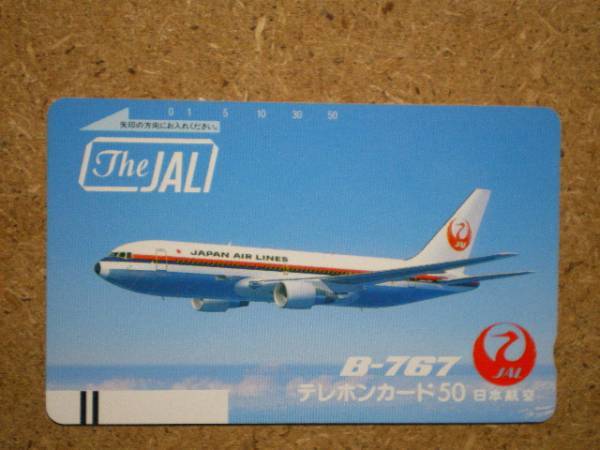 0 1 5 10 30 50
矢印の方向にお入れください。
The JAL
JAPAN AIR LINES
JAL
B-767
JAL
テレホンカード50 日本航空